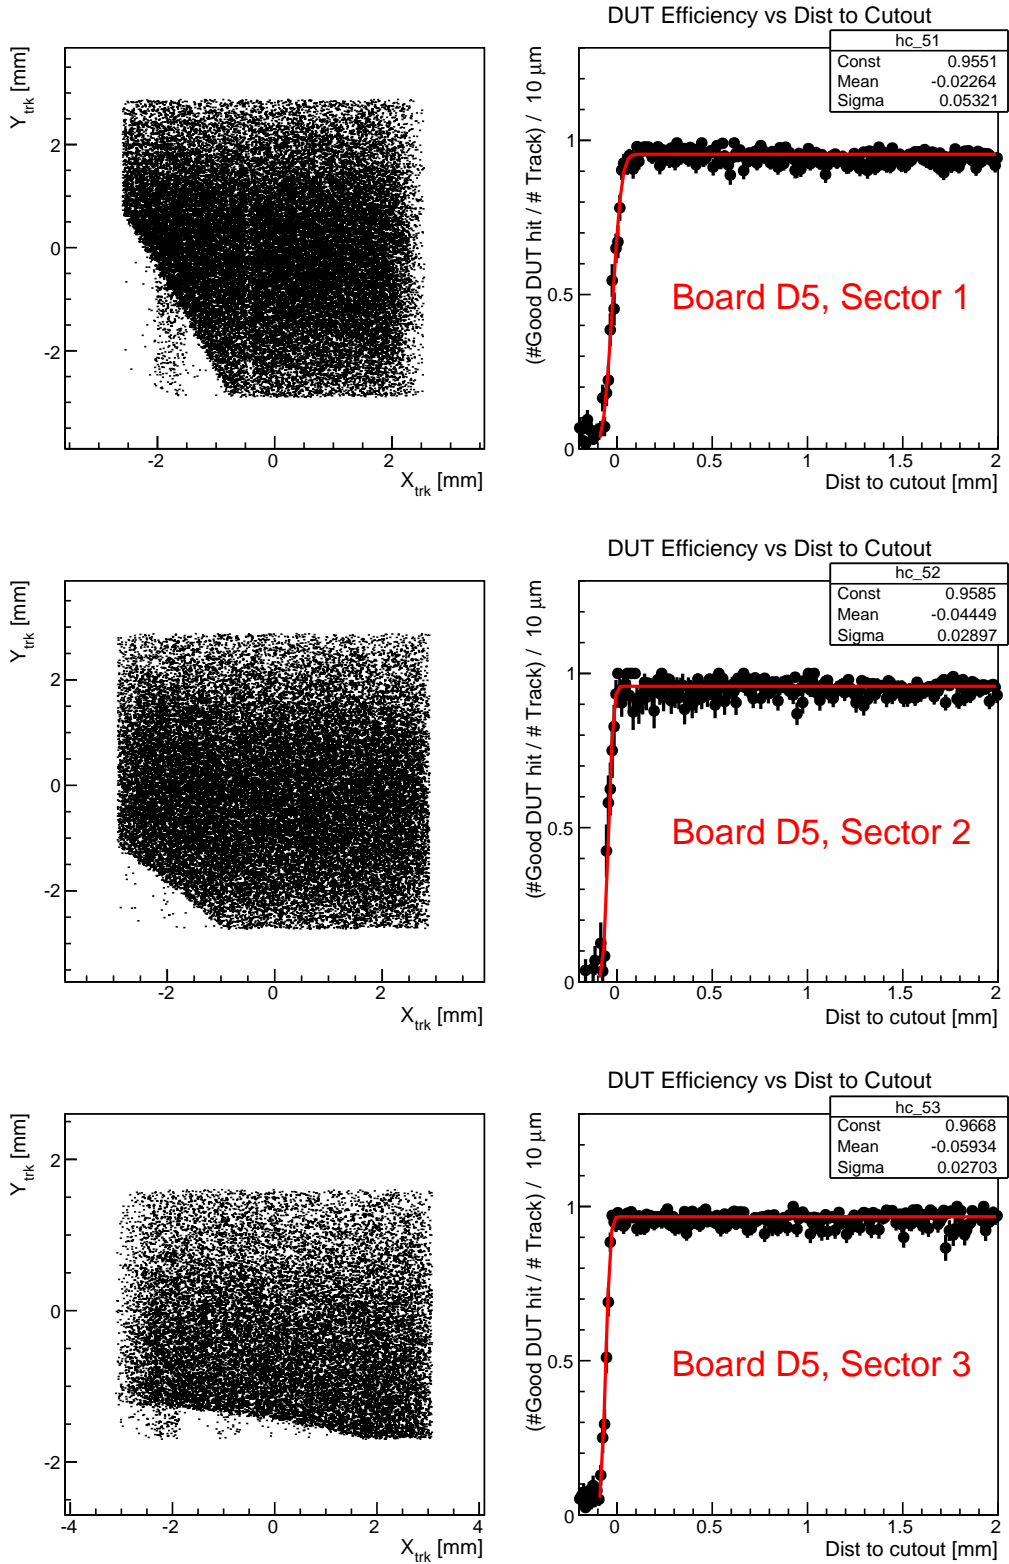 DUT Efficiency vs Dist to Cutout
Y_trk [mm]
2
0
-2
-2
0
2
X_trk [mm]
(#Good DUT hit / # Track) / 10 μm
hc_51
Const 0.9551
Mean -0.02264
Sigma 0.05321
1
0.5
0
Board D5, Sector 1
0
0.5
1
1.5
2
Dist to cutout [mm]
DUT Efficiency vs Dist to Cutout
Y_trk [mm]
2
0
-2
-2
0
2
X_trk [mm]
(#Good DUT hit / # Track) / 10 μm
hc_52
Const 0.9585
Mean -0.04449
Sigma 0.02897
1
0.5
0
Board D5, Sector 2
0
0.5
1
1.5
2
Dist to cutout [mm]
DUT Efficiency vs Dist to Cutout
Y_trk [mm]
2
0
-2
-4
-2
0
2
4
X_trk [mm]
(#Good DUT hit / # Track) / 10 μm
hc_53
Const 0.9668
Mean -0.05934
Sigma 0.02703
1
0.5
0
Board D5, Sector 3
0
0.5
1
1.5
2
Dist to cutout [mm]